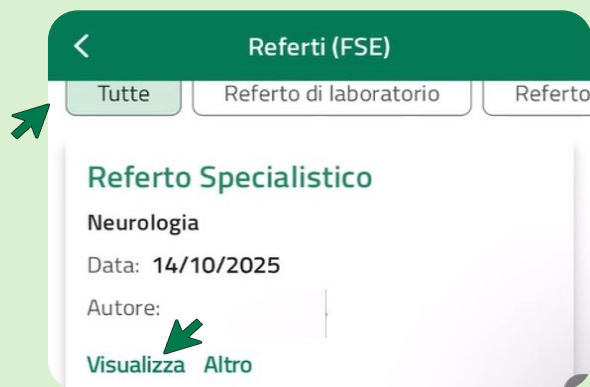 Referti (FSE)
Tutte Referto di laboratorio Referto
Referto Specialistico
Neurologia
Data: 14/10/2025
Autore:
Visualizza Altro